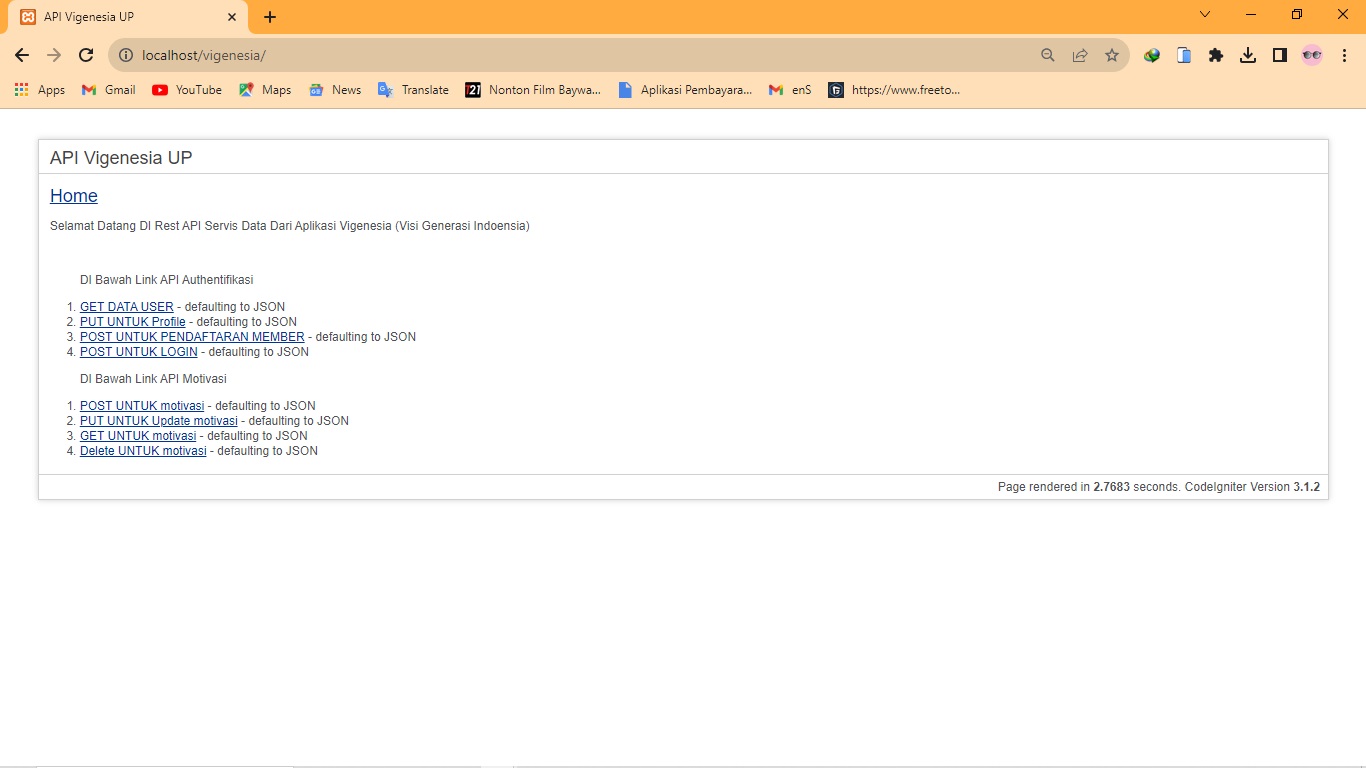 API Vigenesia UP
localhost/vigenesia/
Apps Gmail YouTube Maps News Translate Nonton Film Baywa... Aplikasi Pembayara... enS https://www.freeto...
API Vigenesia UP
Home
Selamat Datang DI Rest API Servis Data Dari Aplikasi Vigenesia (Visi Generasi Indoensia)
DI Bawah Link API Authentifikasi
1. GET DATA USER - defaulting to JSON
2. PUT UNTUK Profile - defaulting to JSON
3. POST UNTUK PENDAFTARAN MEMBER - defaulting to JSON
4. POST UNTUK LOGIN - defaulting to JSON
DI Bawah Link API Motivasi
1. POST UNTUK motivasi - defaulting to JSON
2. PUT UNTUK Update motivasi - defaulting to JSON
3. GET UNTUK motivasi - defaulting to JSON
4. Delete UNTUK motivasi - defaulting to JSON
Page rendered in 2.7683 seconds. CodeIgniter Version 3.1.2